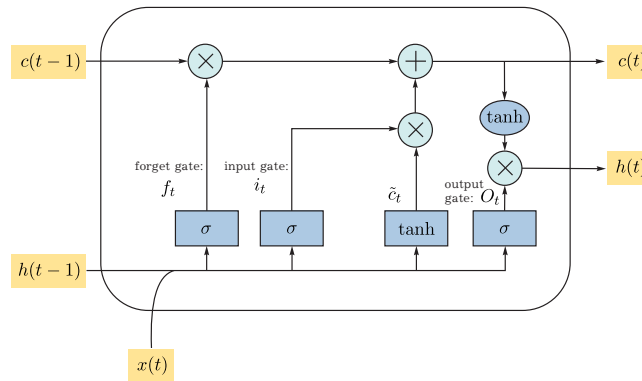 c(t−1)
×
+
c(t)
tanh
×
×
h(t)
forget gate:
f_t
input gate:
i_t
c̃_t
output
gate: O_t
σ
σ
tanh
σ
h(t−1)
x(t)